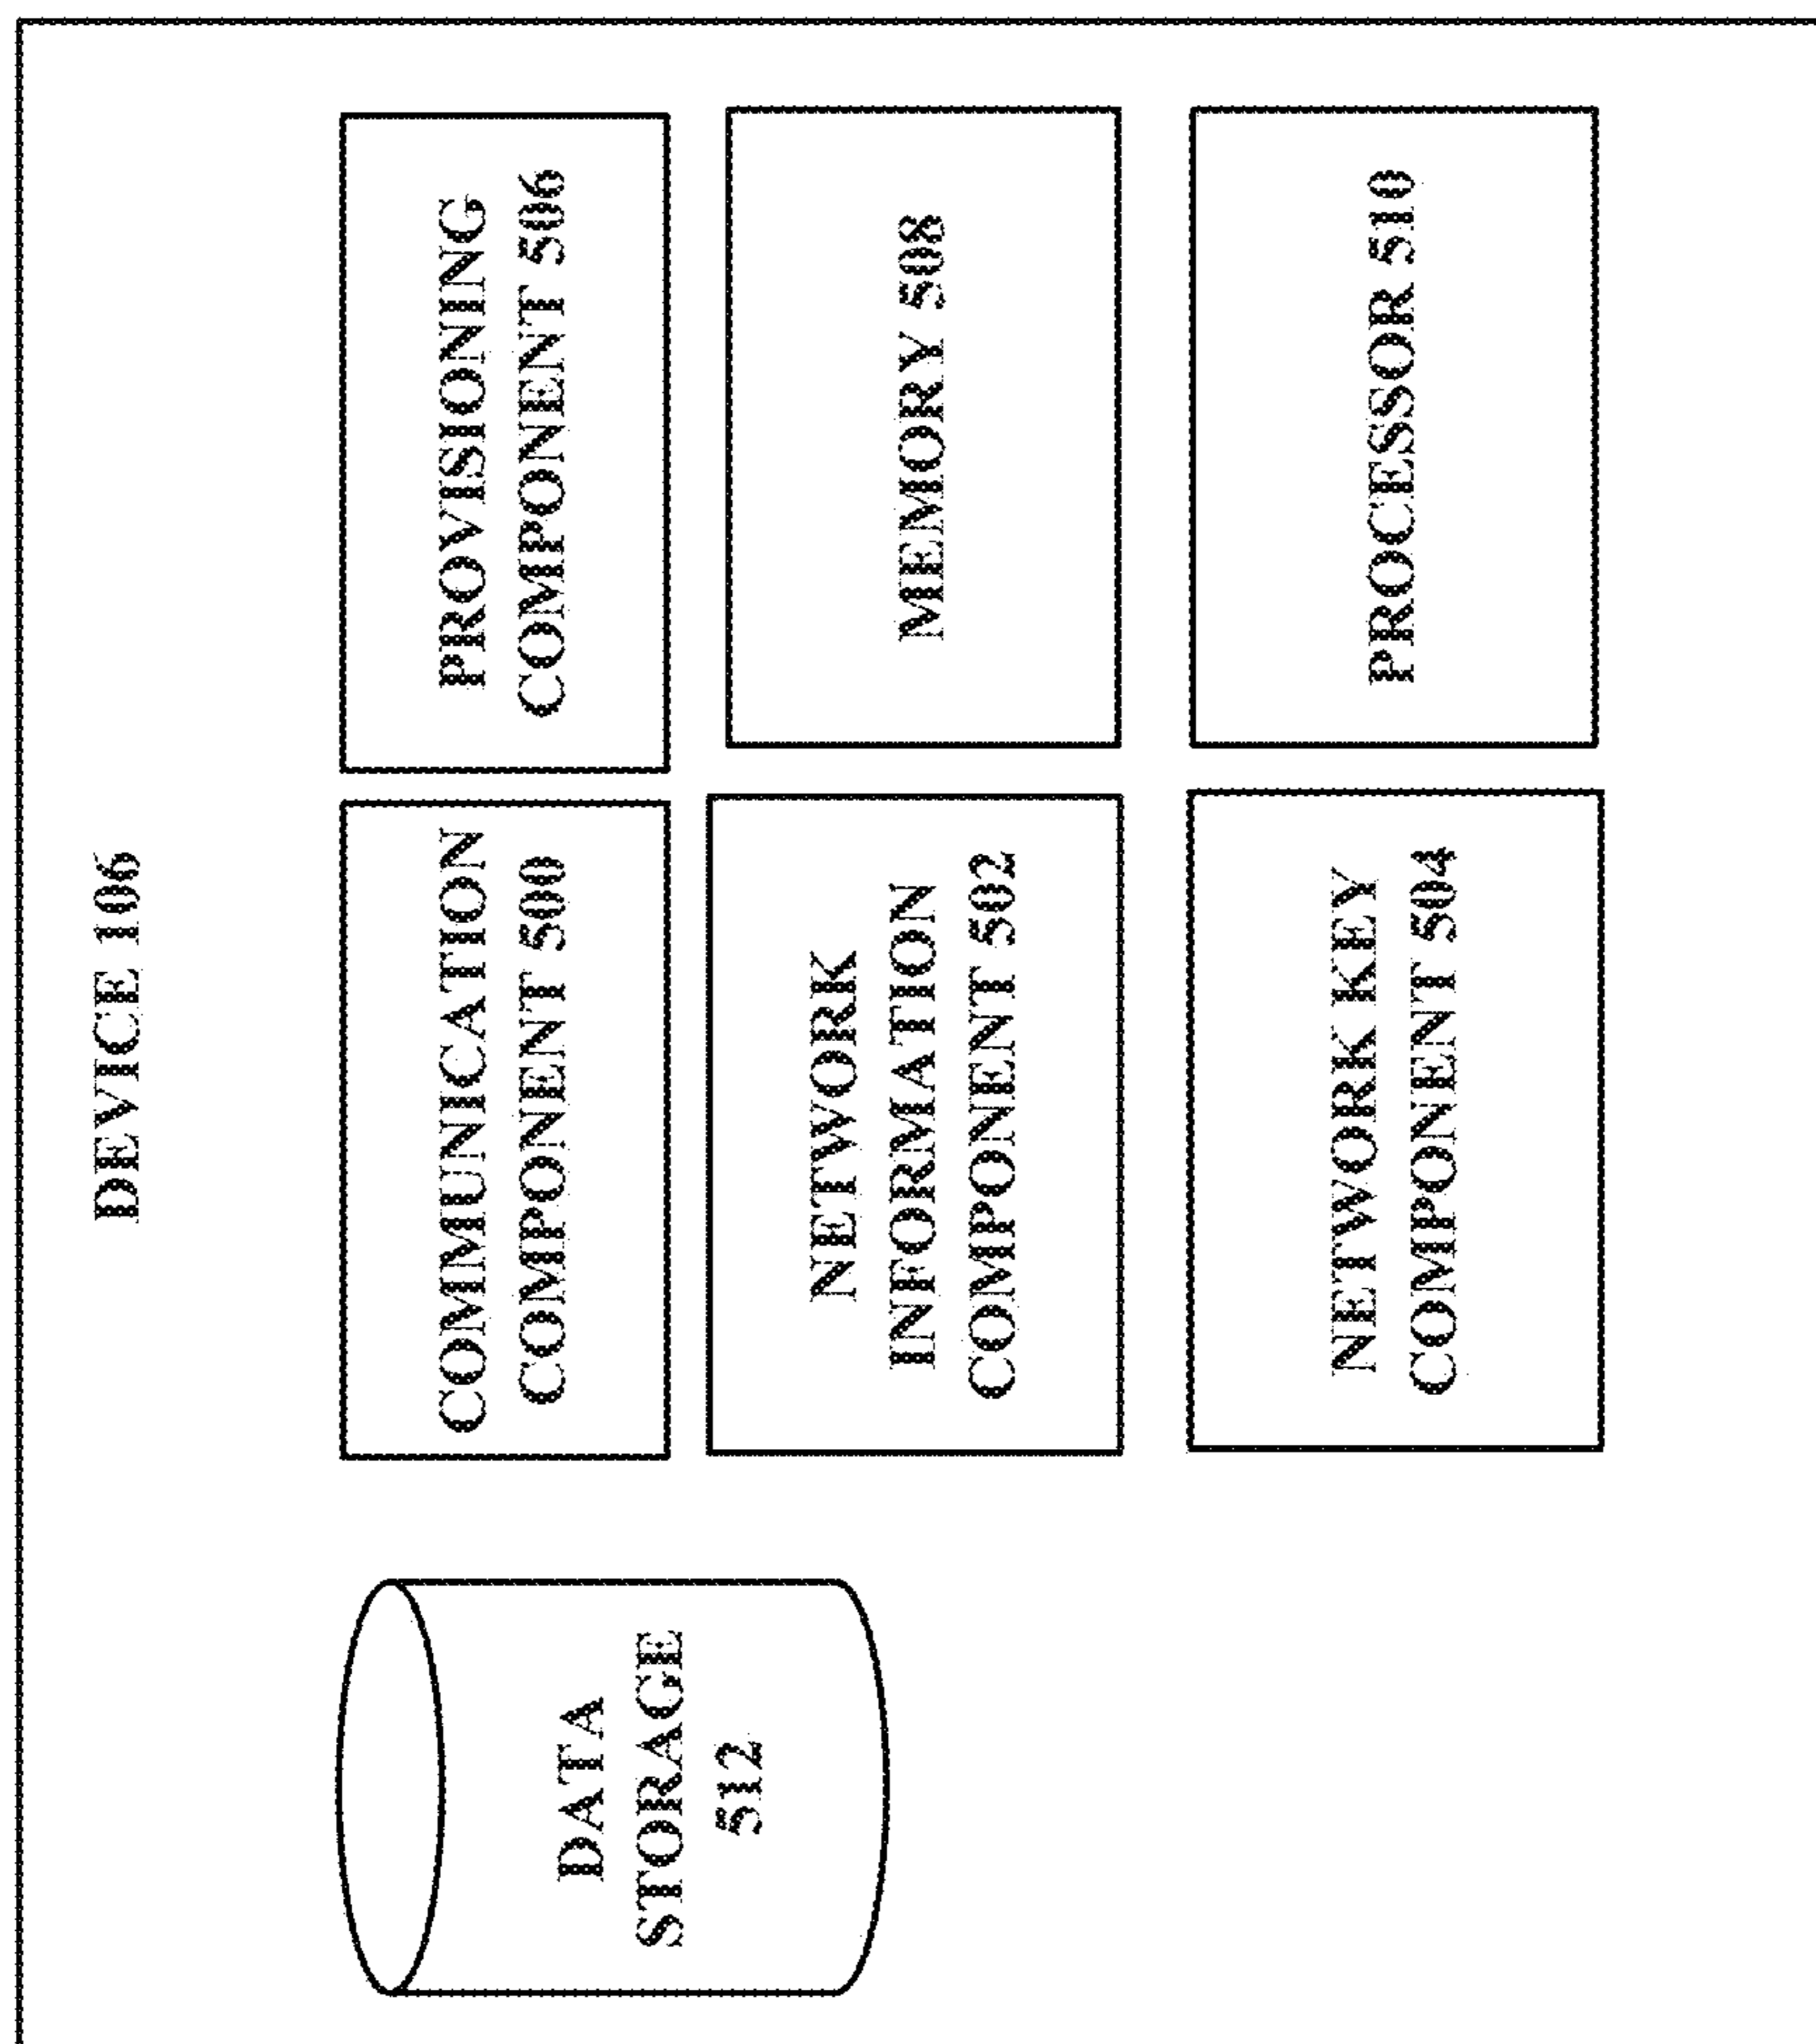 DEVICE 106
DATA
STORAGE
512
COMMUNICATION
COMPONENT 500
PROVISIONING
COMPONENT 506
NETWORK
INFORMATION
COMPONENT 502
MEMORY 508
NETWORK KEY
COMPONENT 504
PROCESSOR 510